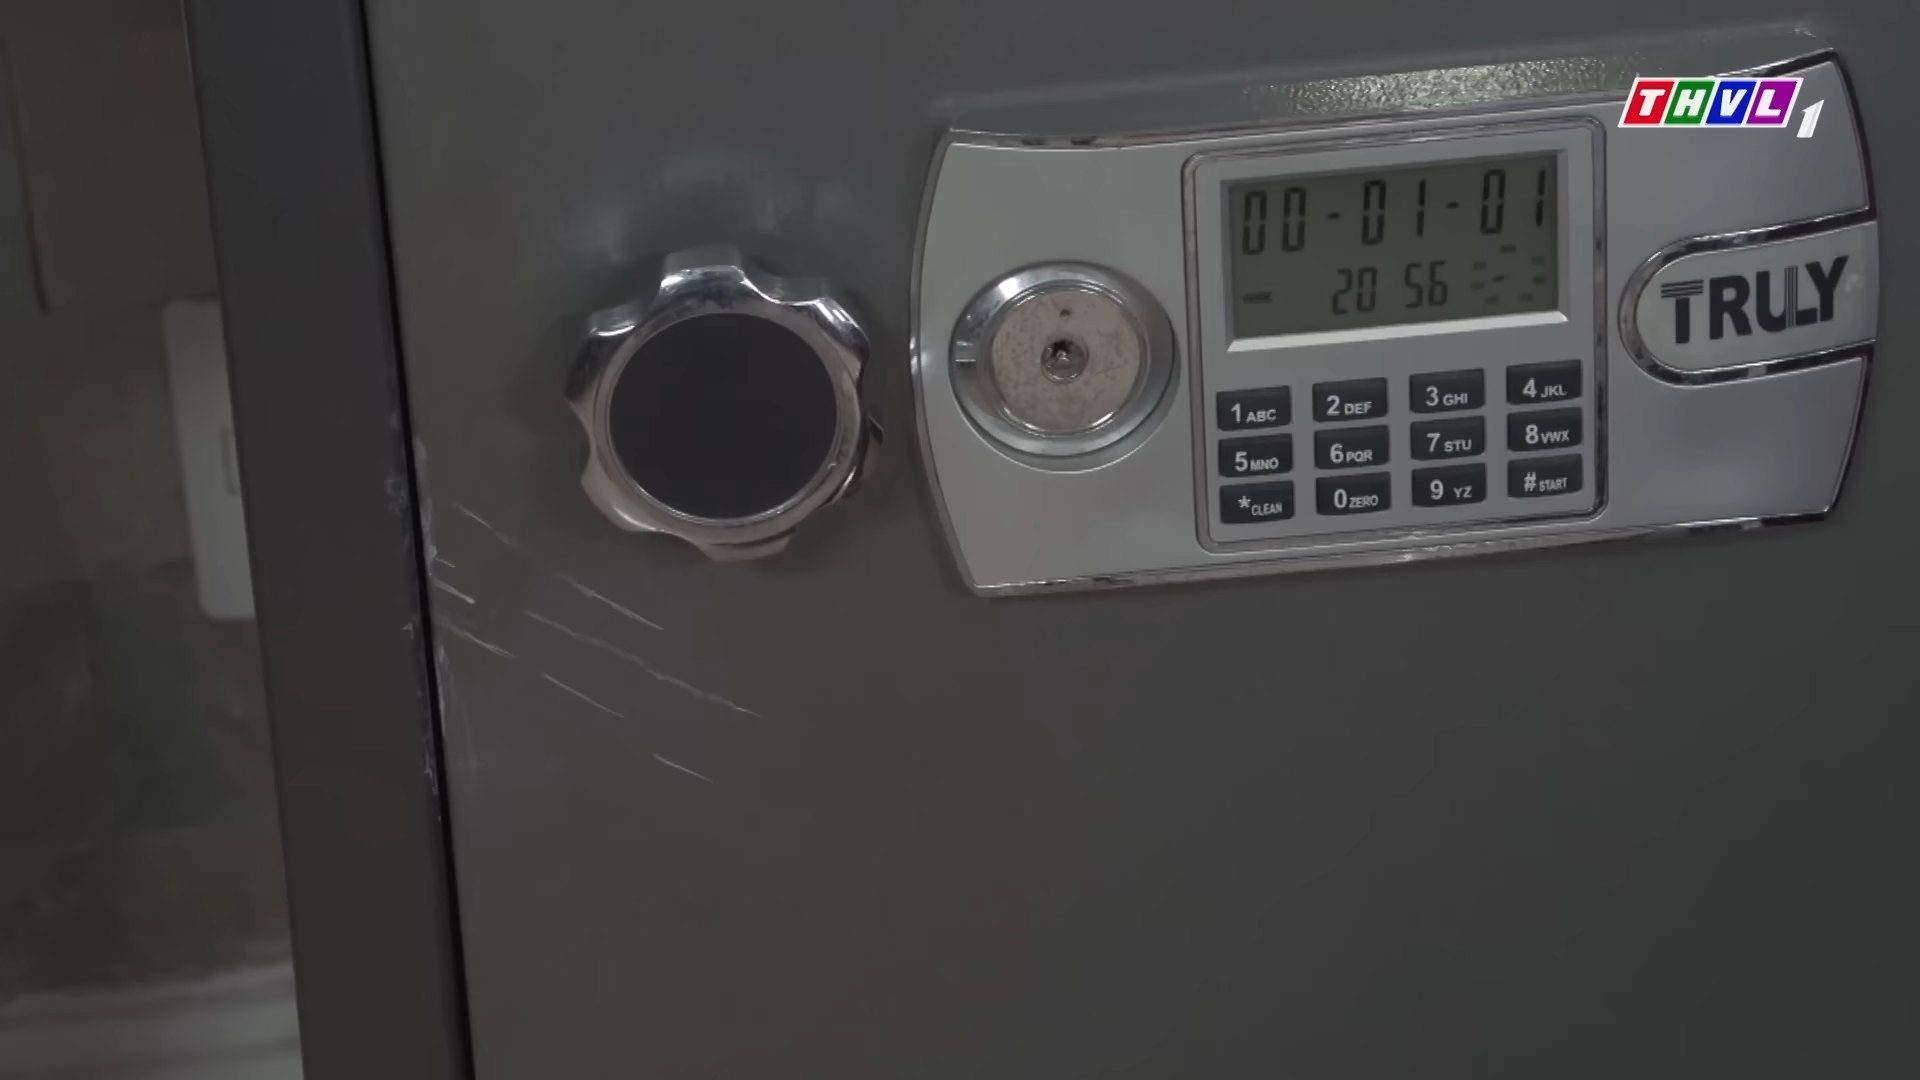 THVL1
00-01-01
20 56
TRULY
1 ABC 2 DEF 3 GHI 4 JKL
5 MNO 6 PQR 7 STU 8 VWX
* CLEAN 0 ZERO 9 YZ # START